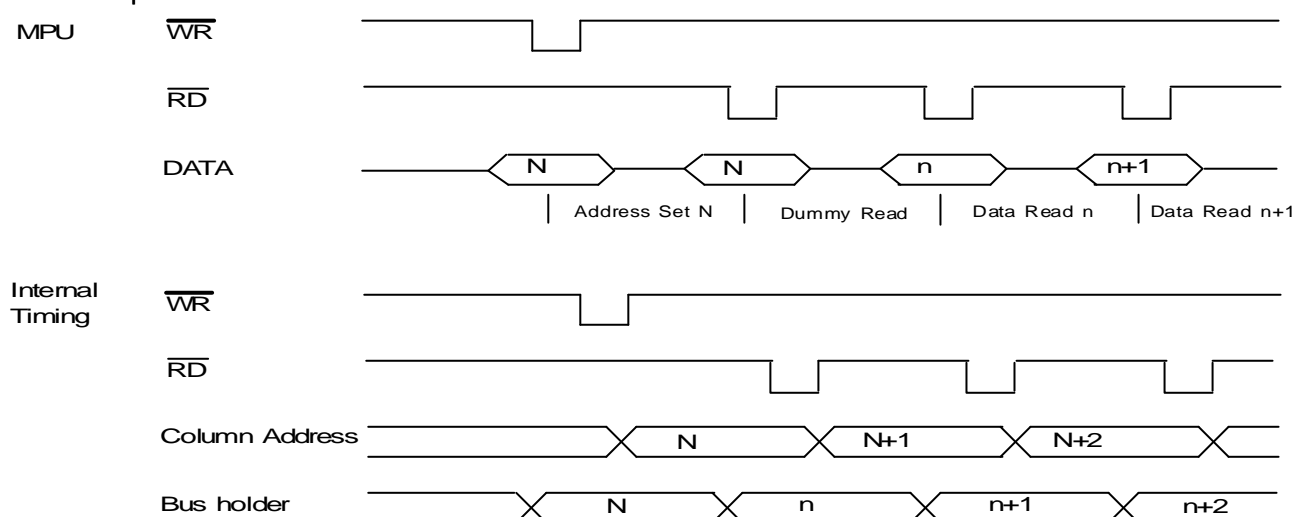 MPU WR
RD
DATA N N n n+1
Address Set N Dummy Read Data Read n Data Read n+1
Internal
Timing
WR
RD
Column Address N N+1 N+2
Bus holder N n n+1 n+2